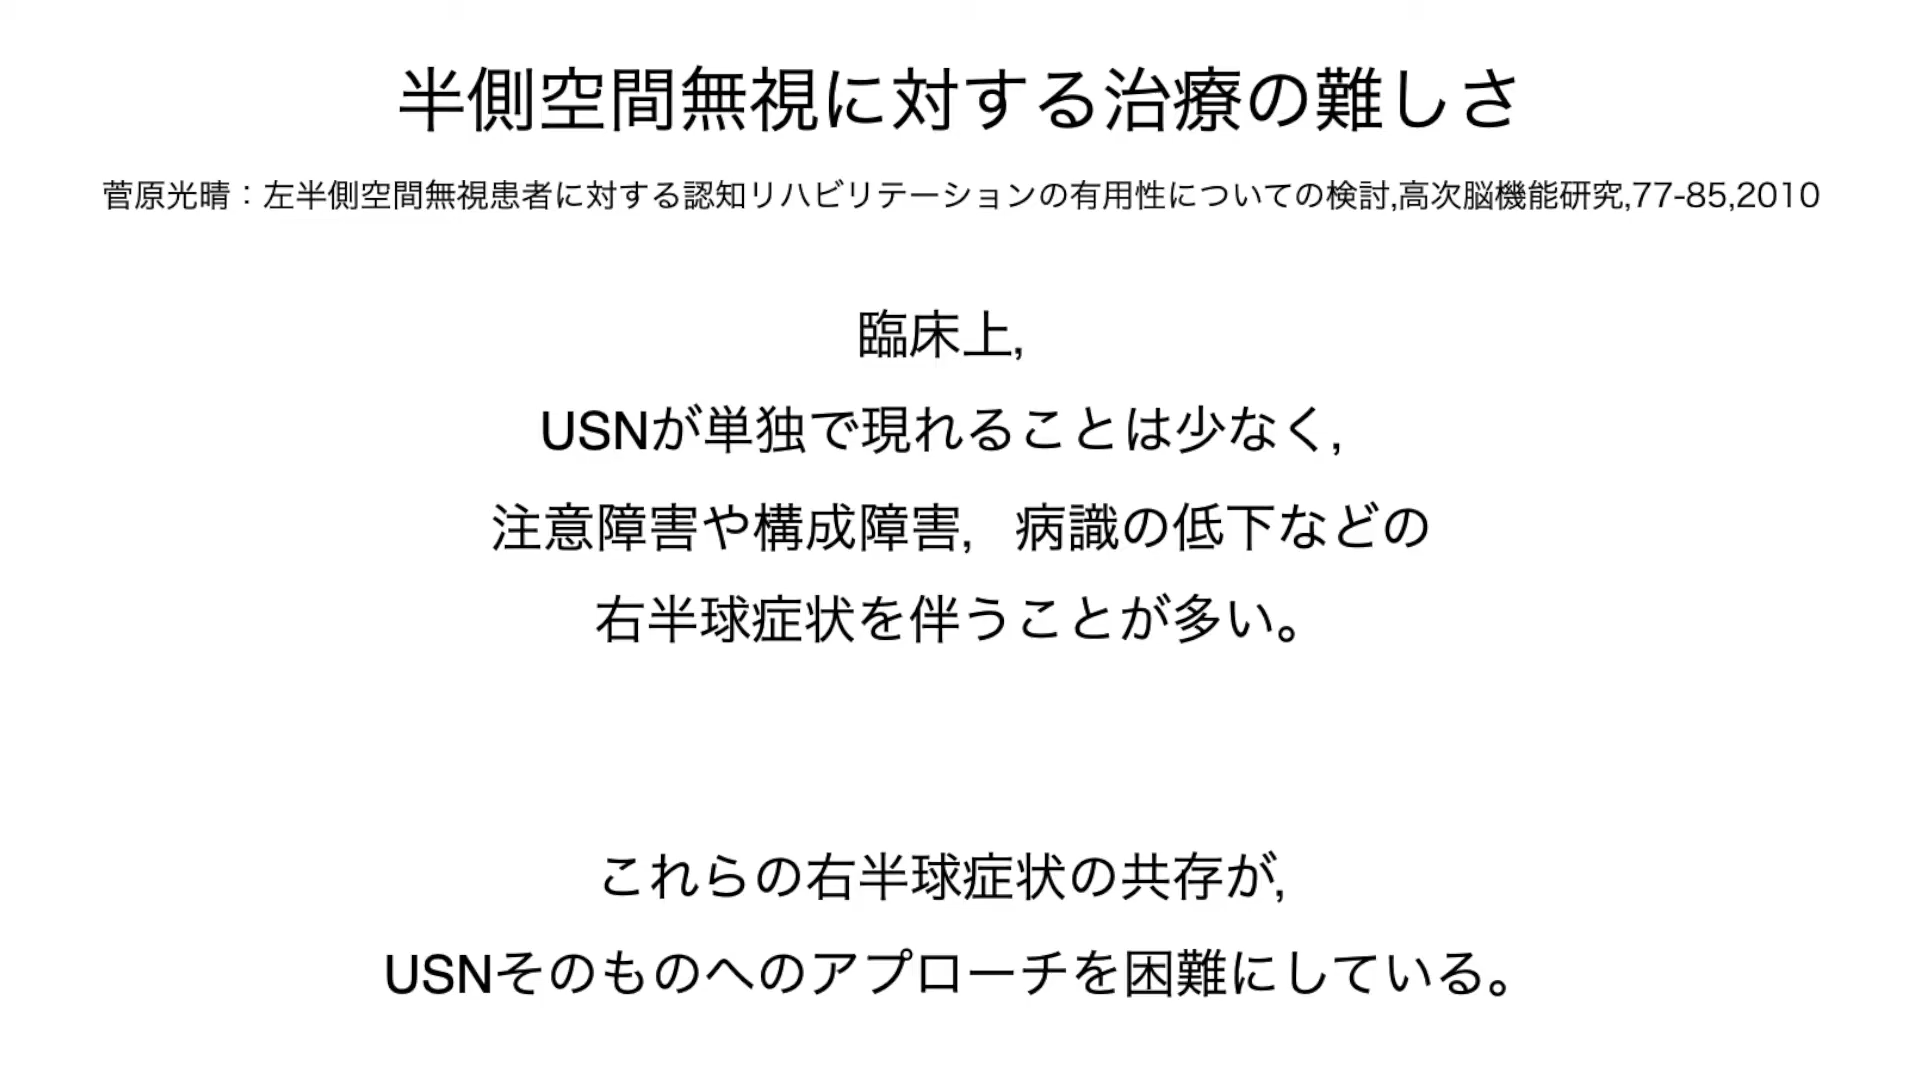 半側空間無視に対する治療の難しさ
菅原光晴：左半側空間無視患者に対する認知リハビリテーションの有用性についての検討,高次脳機能研究,77-85,2010
臨床上,
USNが単独で現れることは少なく,
注意障害や構成障害,  病識の低下などの
右半球症状を伴うことが多い。
これらの右半球症状の共存が,
USNそのものへのアプローチを困難にしている。